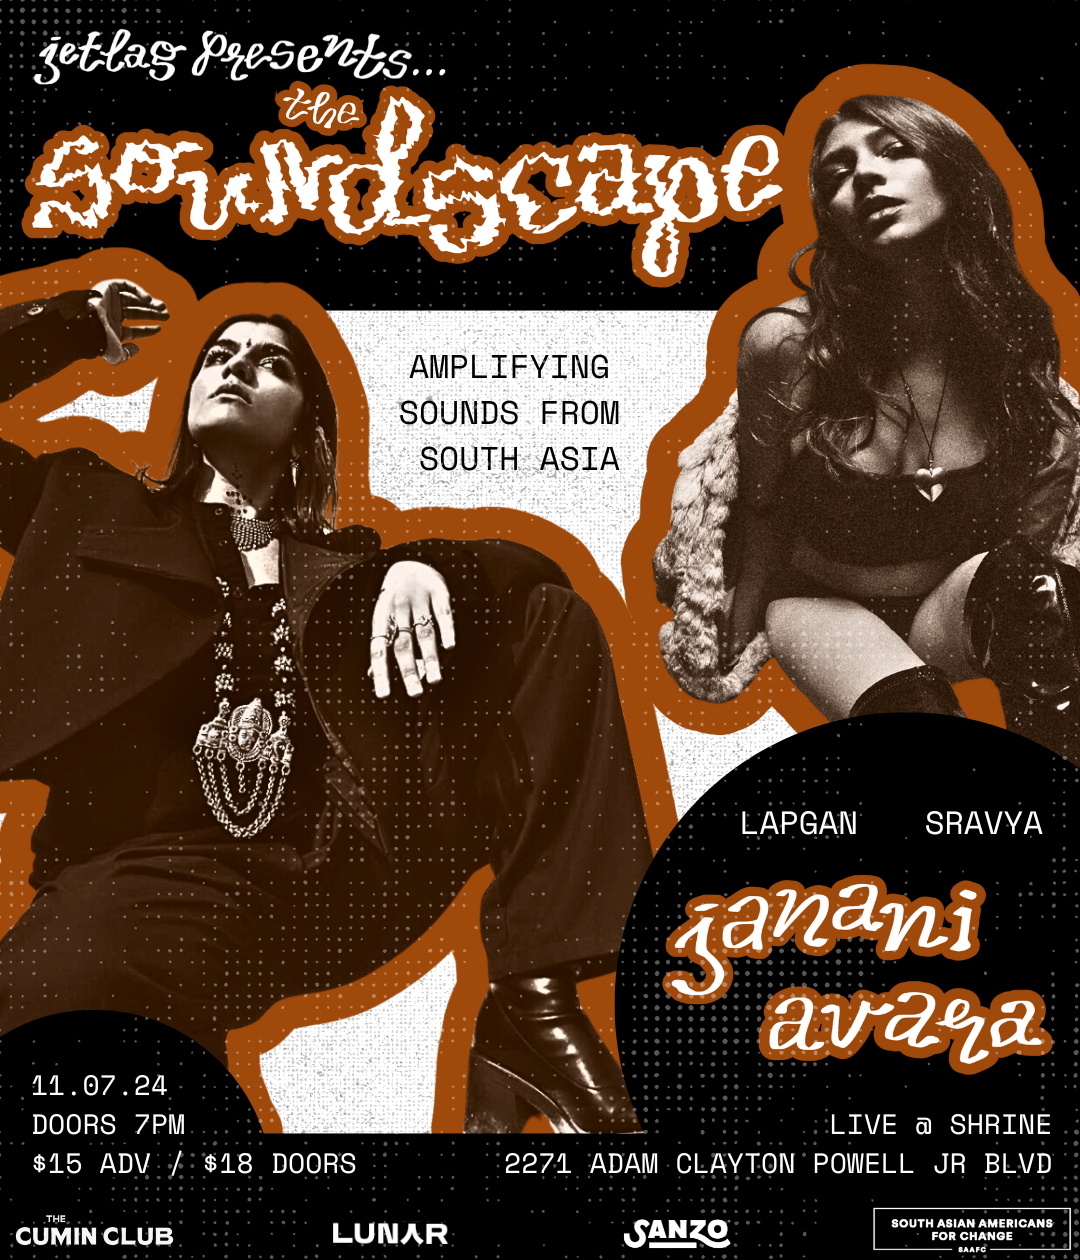 jetlag presents...
the
soundscape
AMPLIFYING
SOUNDS FROM
SOUTH ASIA
LAPGAN SRAVYA
janani
avara
11.07.24
DOORS 7PM
$15 ADV / $18 DOORS
LIVE @ SHRINE
2271 ADAM CLAYTON POWELL JR BLVD
THE
CUMIN CLUB
LUNAR
SANZO
SOUTH ASIAN AMERICANS
FOR CHANGE
SAAFC